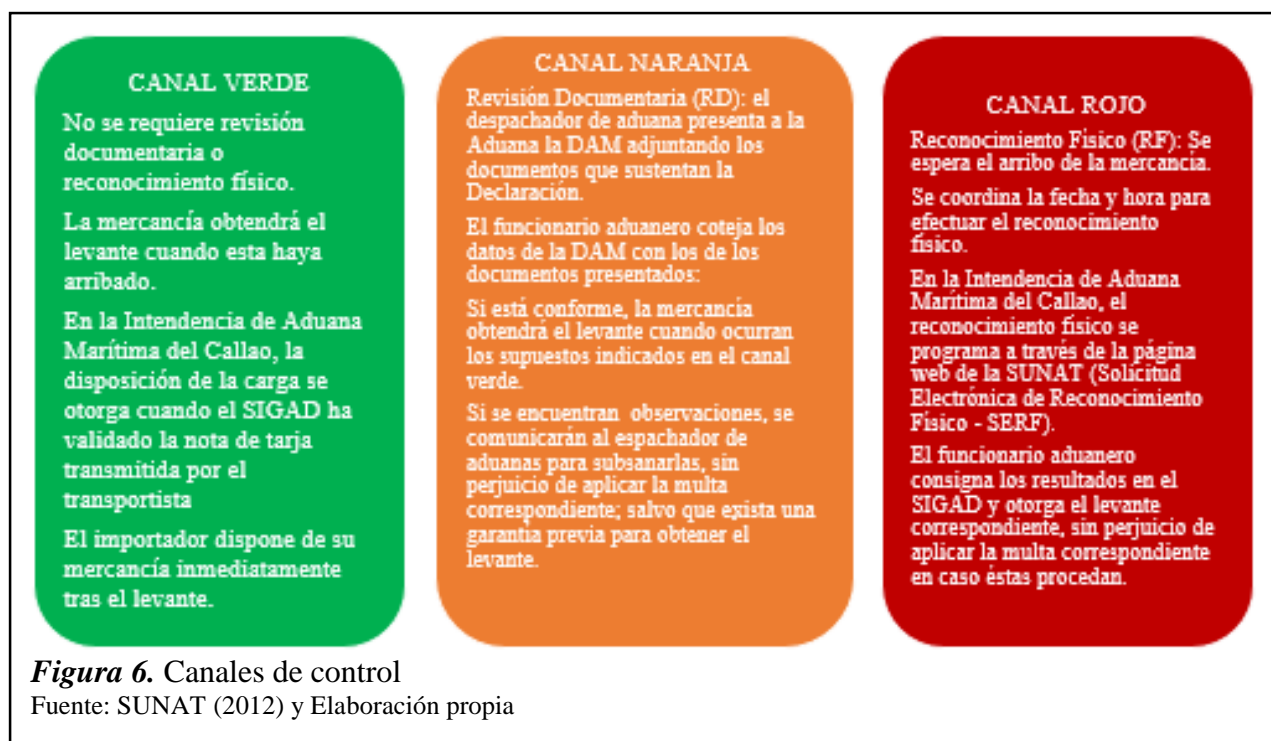 CANAL VERDE
No se requiere revisión
documentaria o
reconocimiento físico.
La mercancía obtendrá el
levante cuando esta haya
arribado.
En la Intendencia de Aduana
Marítima del Callao, la
disposición de la carga se
otorga cuando el SIGAD ha
validado la nota de tarja
transmitida por el
transportista
El importador dispone de su
mercancía inmediatamente
tras el levante.
CANAL NARANJA
Revisión Documentaria (RD): el
despachador de aduana presenta a la
Aduana la DAM adjuntando los
documentos que sustentan la
Declaración.
El funcionario aduanero coteja los
datos de la DAM con los de los
documentos presentados:
Si está conforme, la mercancía
obtendrá el levante cuando ocurran
los supuestos indicados en el canal
verde.
Si se encuentran observaciones, se
comunicarán al espachador de
aduanas para subsanarlas, sin
perjuicio de aplicar la multa
correspondiente; salvo que exista una
garantía previa para obtener el
levante.
CANAL ROJO
Reconocimiento Físico (RF): Se
espera el arribo de la mercancía.
Se coordina la fecha y hora para
efectuar el reconocimiento
físico.
En la Intendencia de Aduana
Marítima del Callao, el
reconocimiento físico se
programa a través de la página
web de la SUNAT (Solicitud
Electrónica de Reconocimiento
Físico - SERF).
El funcionario aduanero
consigna los resultados en el
SIGAD y otorga el levante
correspondiente, sin perjuicio de
aplicar la multa correspondiente
en caso éstas procedan.
Figura 6. Canales de control
Fuente: SUNAT (2012) y Elaboración propia